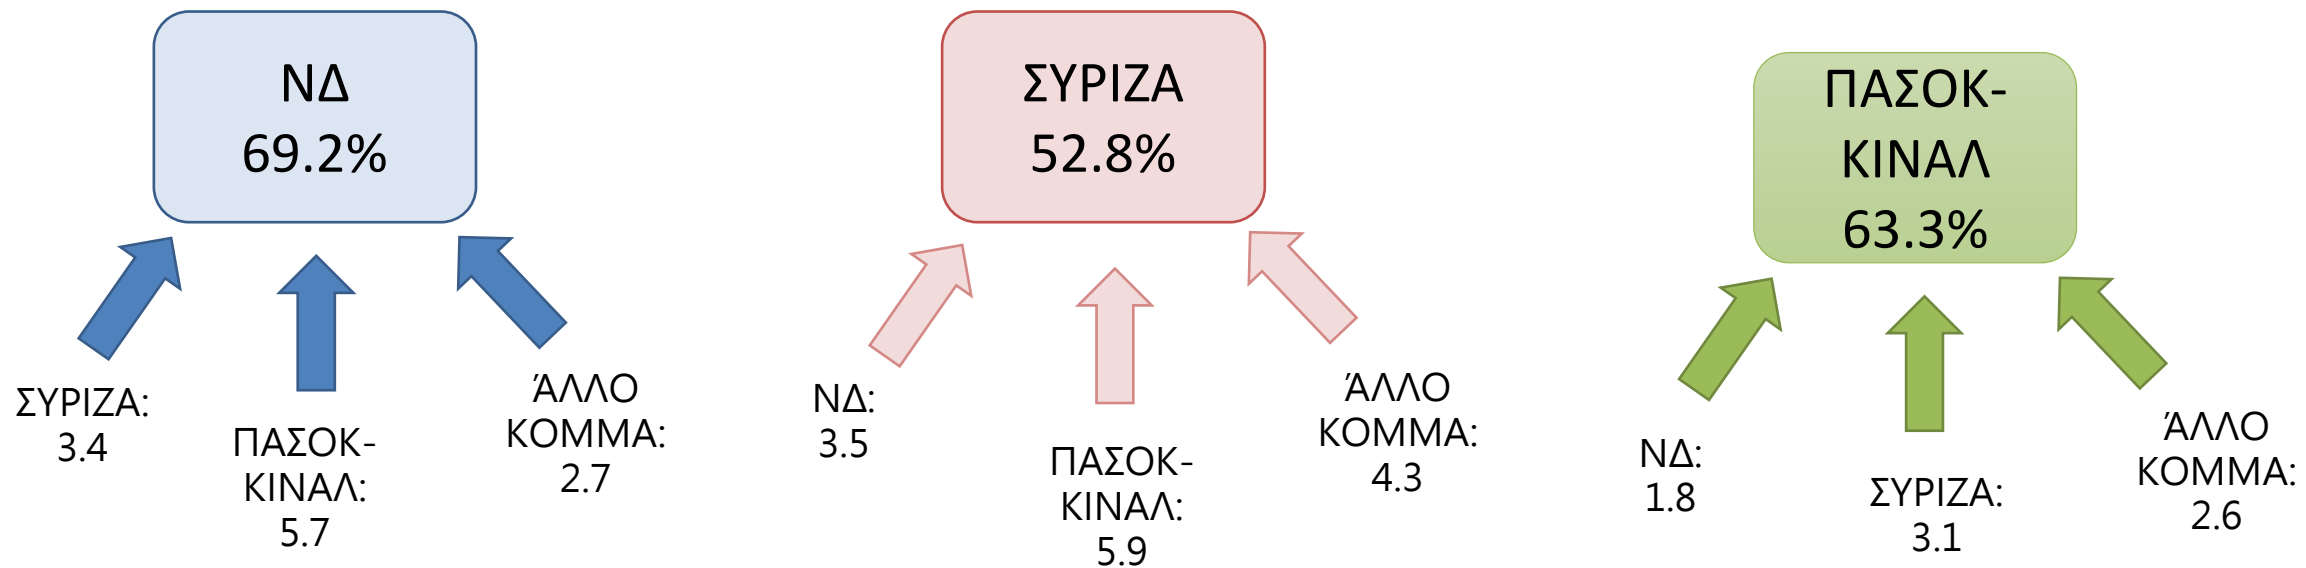 ΝΔ
69.2%
ΣΥΡΙΖΑ:
3.4
ΠΑΣΟΚ-
ΚΙΝΑΛ:
5.7
ΆΛΛΟ
ΚΟΜΜΑ:
2.7
ΣΥΡΙΖΑ
52.8%
ΝΔ:
3.5
ΠΑΣΟΚ-
ΚΙΝΑΛ:
5.9
ΆΛΛΟ
ΚΟΜΜΑ:
4.3
ΠΑΣΟΚ-
ΚΙΝΑΛ
63.3%
ΝΔ:
1.8
ΣΥΡΙΖΑ:
3.1
ΆΛΛΟ
ΚΟΜΜΑ:
2.6